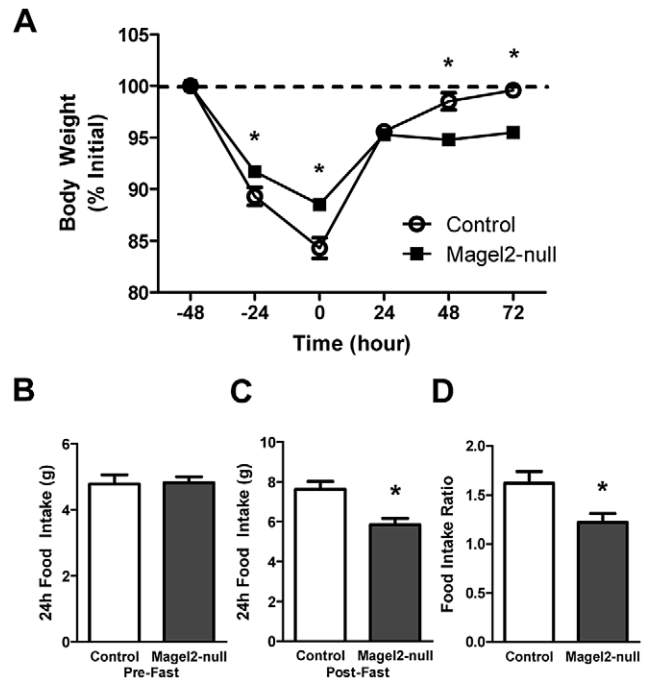 A
105
100
95
90
85
80
Body Weight
(% Initial)
* * * *
Control
Magel2-null
-48 -24 0 24 48 72
Time (hour)
B
6
4
2
0
24h Food Intake (g)
Control Magel2-null
Pre-Fast
C
10
8
6
4
2
0
24h Food Intake (g)
*
Control Magel2-null
Post-Fast
D
2.0
1.5
1.0
0.5
0.0
Food Intake Ratio
*
Control Magel2-null